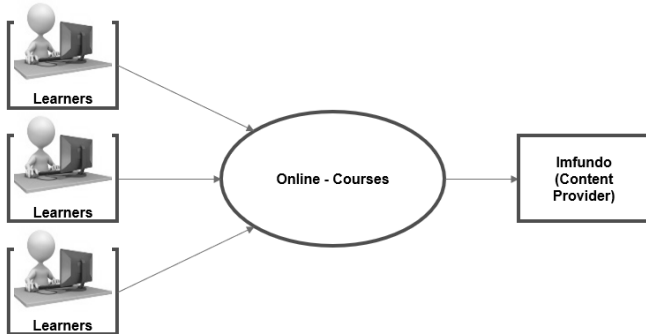 Learners
Learners
Learners
Online - Courses
Imfundo
(Content
Provider)